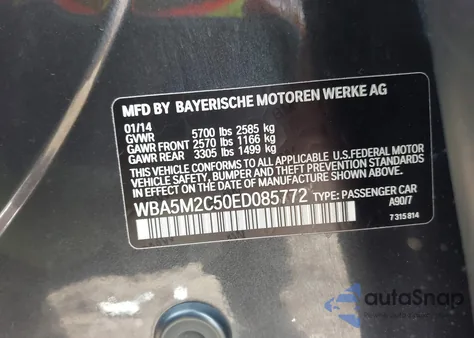 MFD BY BAYERISCHE MOTOREN WERKE AG
01/14
GVWR 5700 lbs 2585 kg
GAWR FRONT 2570 lbs 1166 kg
GAWR REAR 3305 lbs 1499 kg
THIS VEHICLE CONFORMS TO ALL APPLICABLE U.S.FEDERAL MOTOR
VEHICLE SAFETY, BUMPER AND THEFT PREVENTION STANDARDS IN
EFFECT ON THE DATE OF MANUFACTURE SHOWN ABOVE.
WBA5M2C50ED085772 TYPE: PASSENGER CAR
A90/7
7 315 814
autoSnap
Powered by AuctionHistory